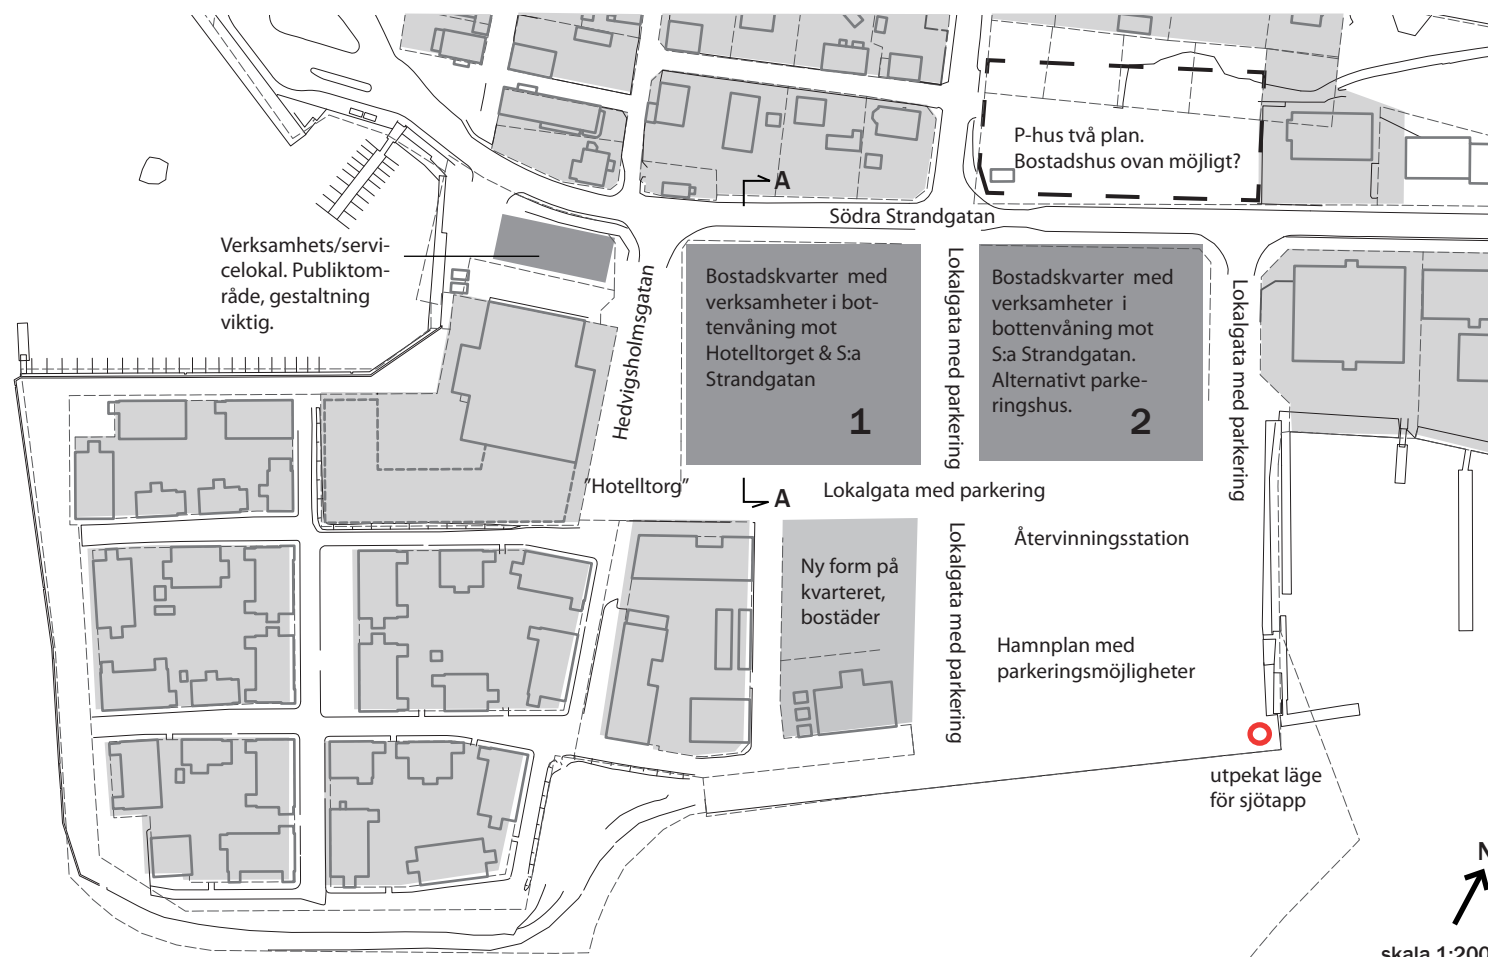 P-hus två plan.
Bostadshus ovan möjligt?
A
Södra Strandgatan
Verksamhets/servi-
celokal. Publiktom-
råde, gestaltning
viktig.
Hedvigsholmsgatan
Bostadskvarter med
verksamheter i bot-
tenvåning mot
Hotelltorget & S:a
Strandgatan
1
Lokalgata med parkering
Bostadskvarter med
verksamheter i
bottenvåning mot
S:a Strandgatan.
Alternativt parke-
ringshus.
2
Lokalgata med parkering
"Hotelltorg"
A
Lokalgata med parkering
Ny form på
kvarteret,
bostäder
Lokalgata med parkering
Återvinningsstation
Hamnplan med
parkeringsmöjligheter
utpekat läge
för sjötapp
N
skala 1:200